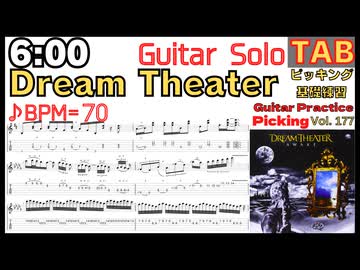 6:00 Guitar Solo TAB
Dream Theater
ピッキング
基礎練習
♪BPM=70
Guitar Practice
Picking Vol. 177
DREAM THEATER
AWAKE